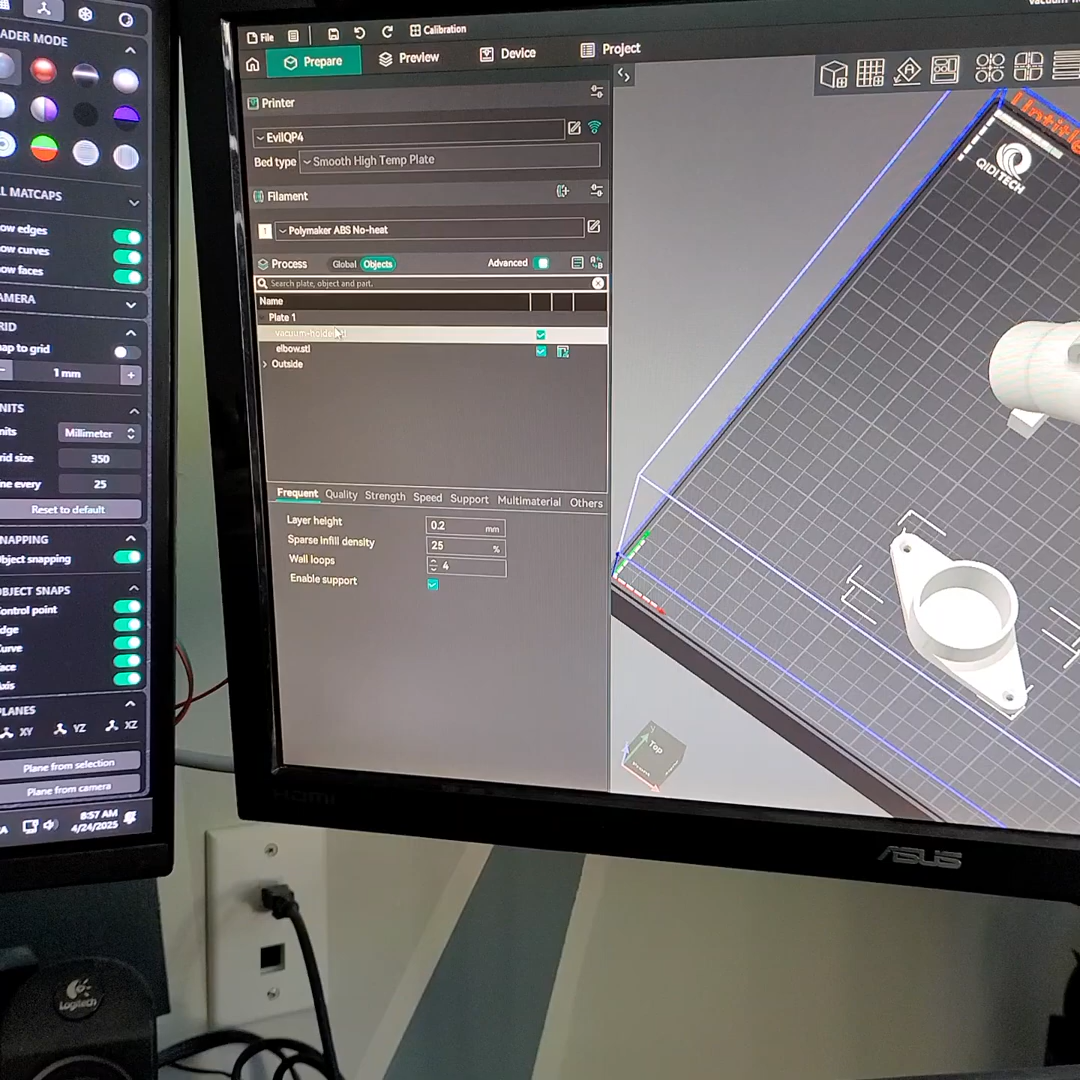 ADER MODE
L MATCAPS
ow edges
ow curves
ow faces
AMERA
RID
nap to grid
1 mm
+
NITS
nits
Millimeter
rid size
350
ine every
25
Reset to default
NAPPING
bject snapping
OBJECT SNAPS
ontrol point
dge
urve
ace
xis
PLANES
XY
YZ
XZ
Plane from selection
Plane from camera
8:57 AM
4/24/2025
Logitech
File
Calibration
Prepare
Preview
Device
Project
Printer
EvilQP4
Bed type
Smooth High Temp Plate
Filament
1
Polymaker ABS No-heat
Process
Global
Objects
Advanced
Search plate, object and part.
Name
Plate 1
elbow.stl
Outside
Frequent
Quality
Strength
Speed
Support
Multimaterial
Others
Layer height
0.2
mm
Sparse infill density
25
%
Wall loops
4
Enable support
QIDI TECH
Top
HDMI
ASUS